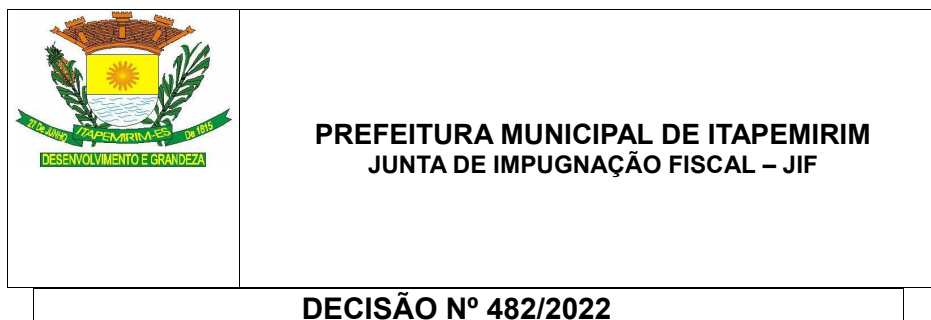 27 De JUNHO ITAPEMIRIM-ES De 1815
DESENVOLVIMENTO E GRANDEZA
PREFEITURA MUNICIPAL DE ITAPEMIRIM
JUNTA DE IMPUGNAÇÃO FISCAL – JIF
DECISÃO Nº 482/2022